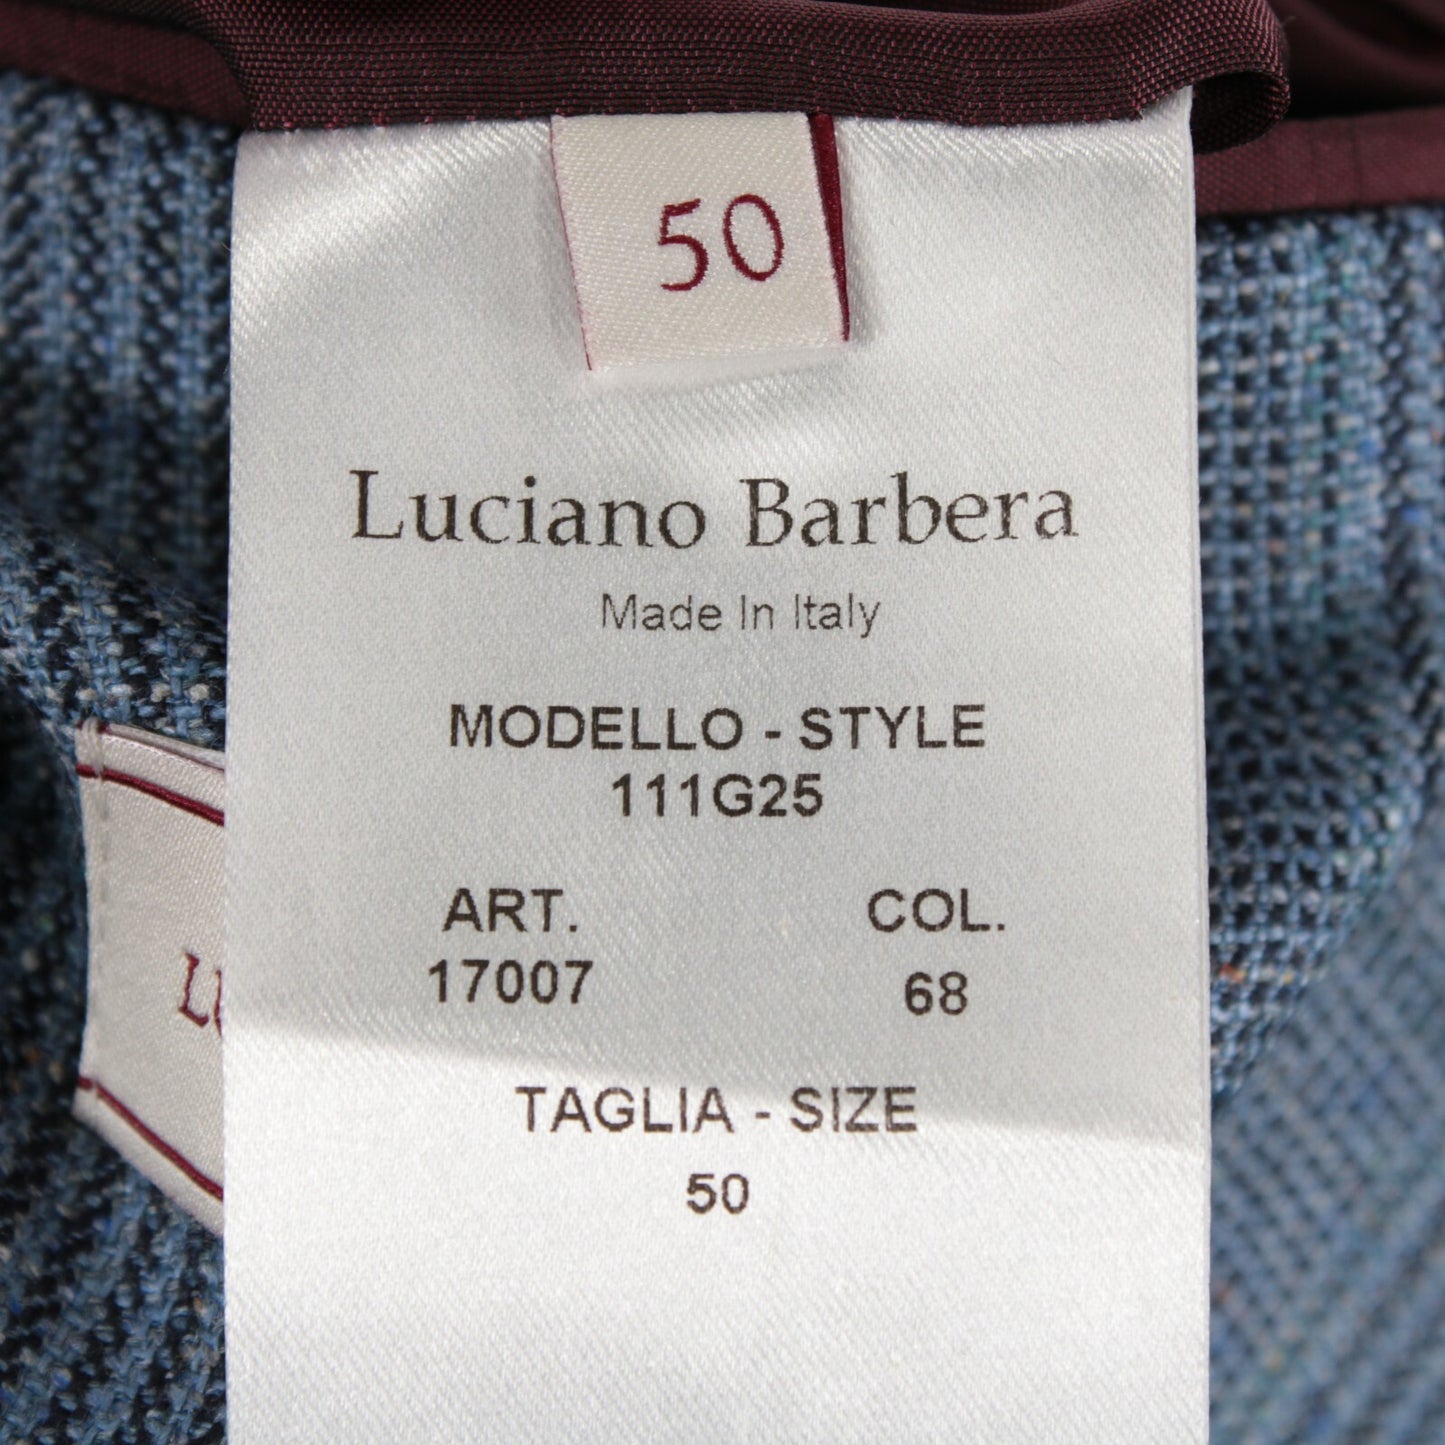 50
Luciano Barbera
Made In Italy
MODELLO - STYLE
111G25
ART. COL.
17007 68
TAGLIA - SIZE
50